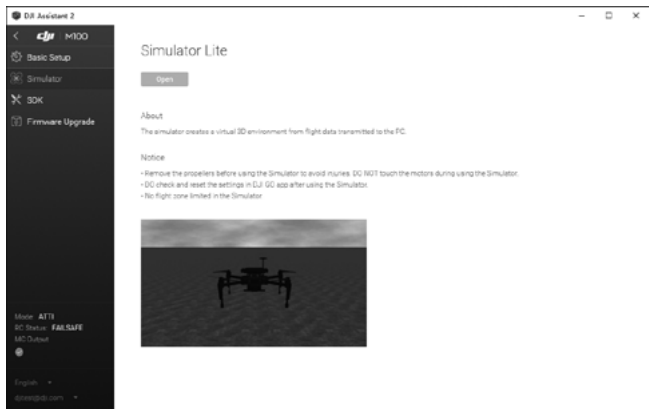 DJI Assistant 2
dji M100
Basic Setup
Simulator
SDK
Firmware Upgrade
Mode: ATTI
RC Status: FAILSAFE
MC Output
English
Simulator Lite
Open
About
The simulator creates a virtual 3D environment from flight data transmitted to the PC.
Notice
- Remove the propellers before using the Simulator to avoid injuries. DO NOT touch the motors during using the Simulator.
- DO check and reset the settings in DJI GO app after using the Simulator.
- No flight zone limited in the Simulator